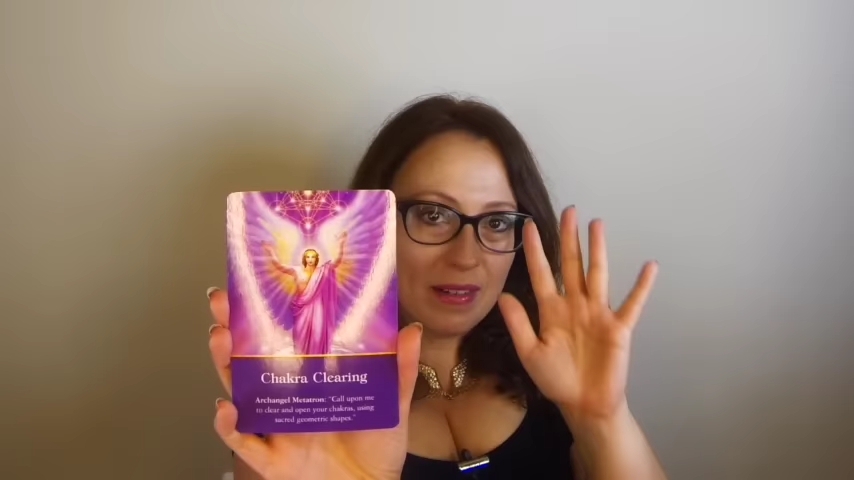 Chakra Clearing
Archangel Metatron: "Call upon me
to clear and open your chakras, using
sacred geometric shapes."